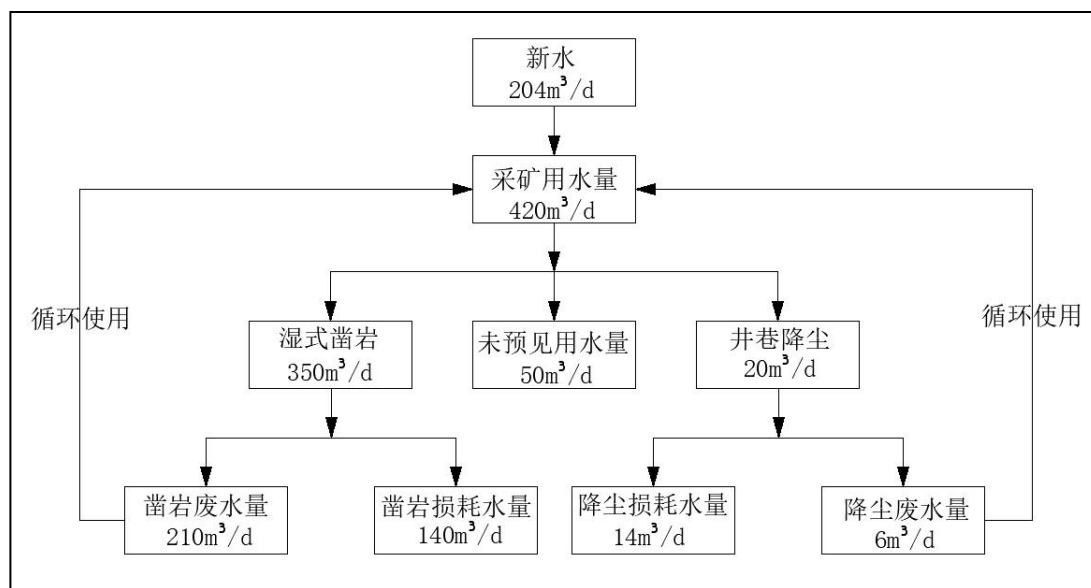 新水
204m³/d
采矿用水量
420m³/d
循环使用
循环使用
湿式凿岩
350m³/d
未预见用水量
50m³/d
井巷降尘
20m³/d
凿岩废水量
210m³/d
凿岩损耗水量
140m³/d
降尘损耗水量
14m³/d
降尘废水量
6m³/d